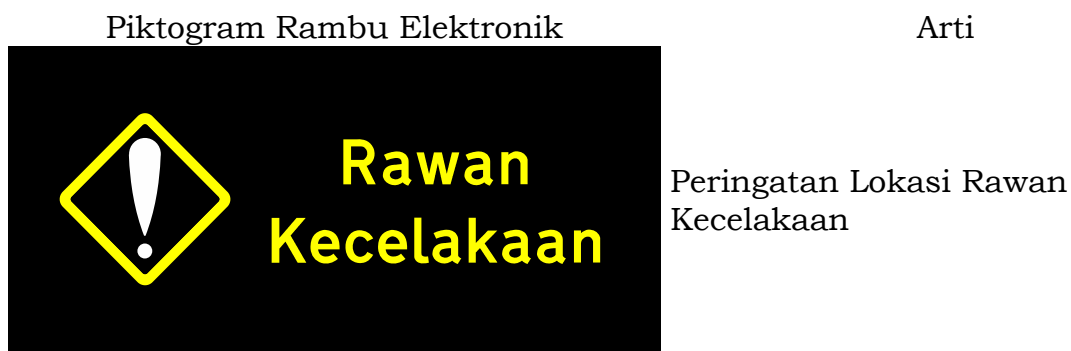 Piktogram Rambu Elektronik
Arti
Rawan
Kecelakaan
Peringatan Lokasi Rawan
Kecelakaan